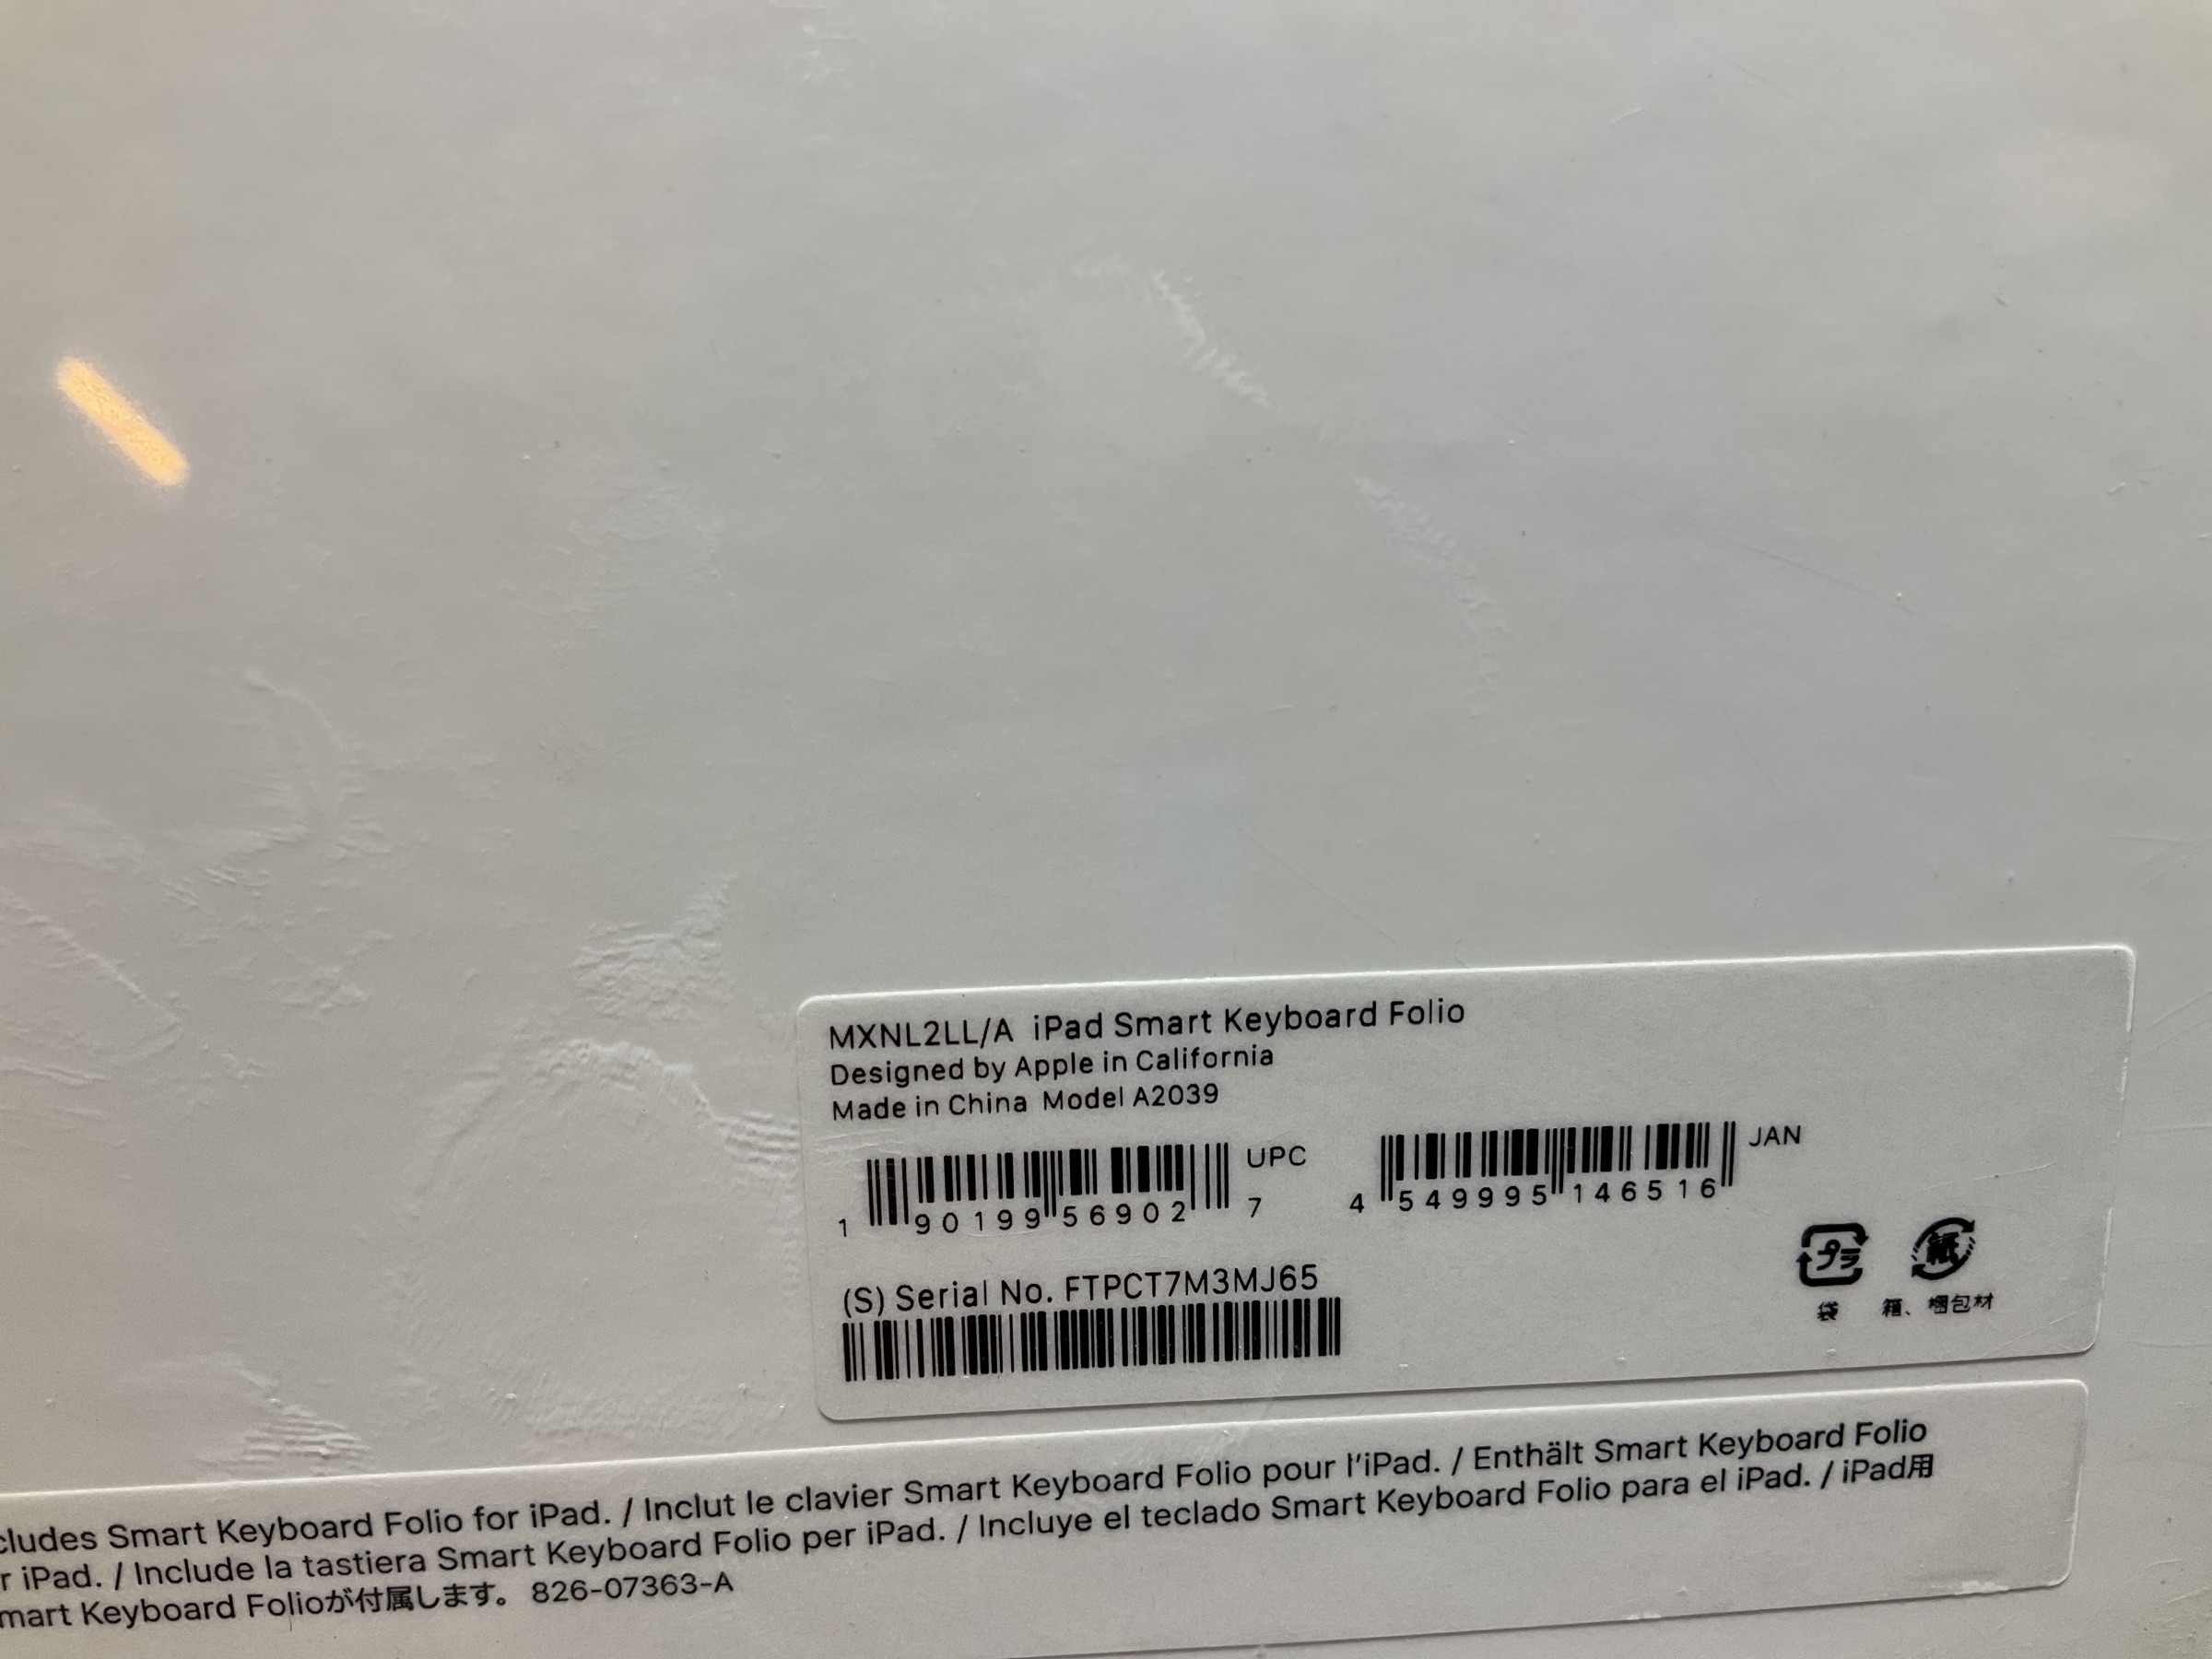 MXNL2LL/A iPad Smart Keyboard Folio
Designed by Apple in California
Made in China Model A2039
UPC
1 90199 56902 7
JAN
4 549995 146516
(S) Serial No. FTPCT7M3MJ65
プラ 紙
袋 箱、梱包材
cludes Smart Keyboard Folio for iPad. / Inclut le clavier Smart Keyboard Folio pour l'iPad. / Enthält Smart Keyboard Folio
r iPad. / Include la tastiera Smart Keyboard Folio per iPad. / Incluye el teclado Smart Keyboard Folio para el iPad. / iPad用
mart Keyboard Folioが付属します。 826-07363-A